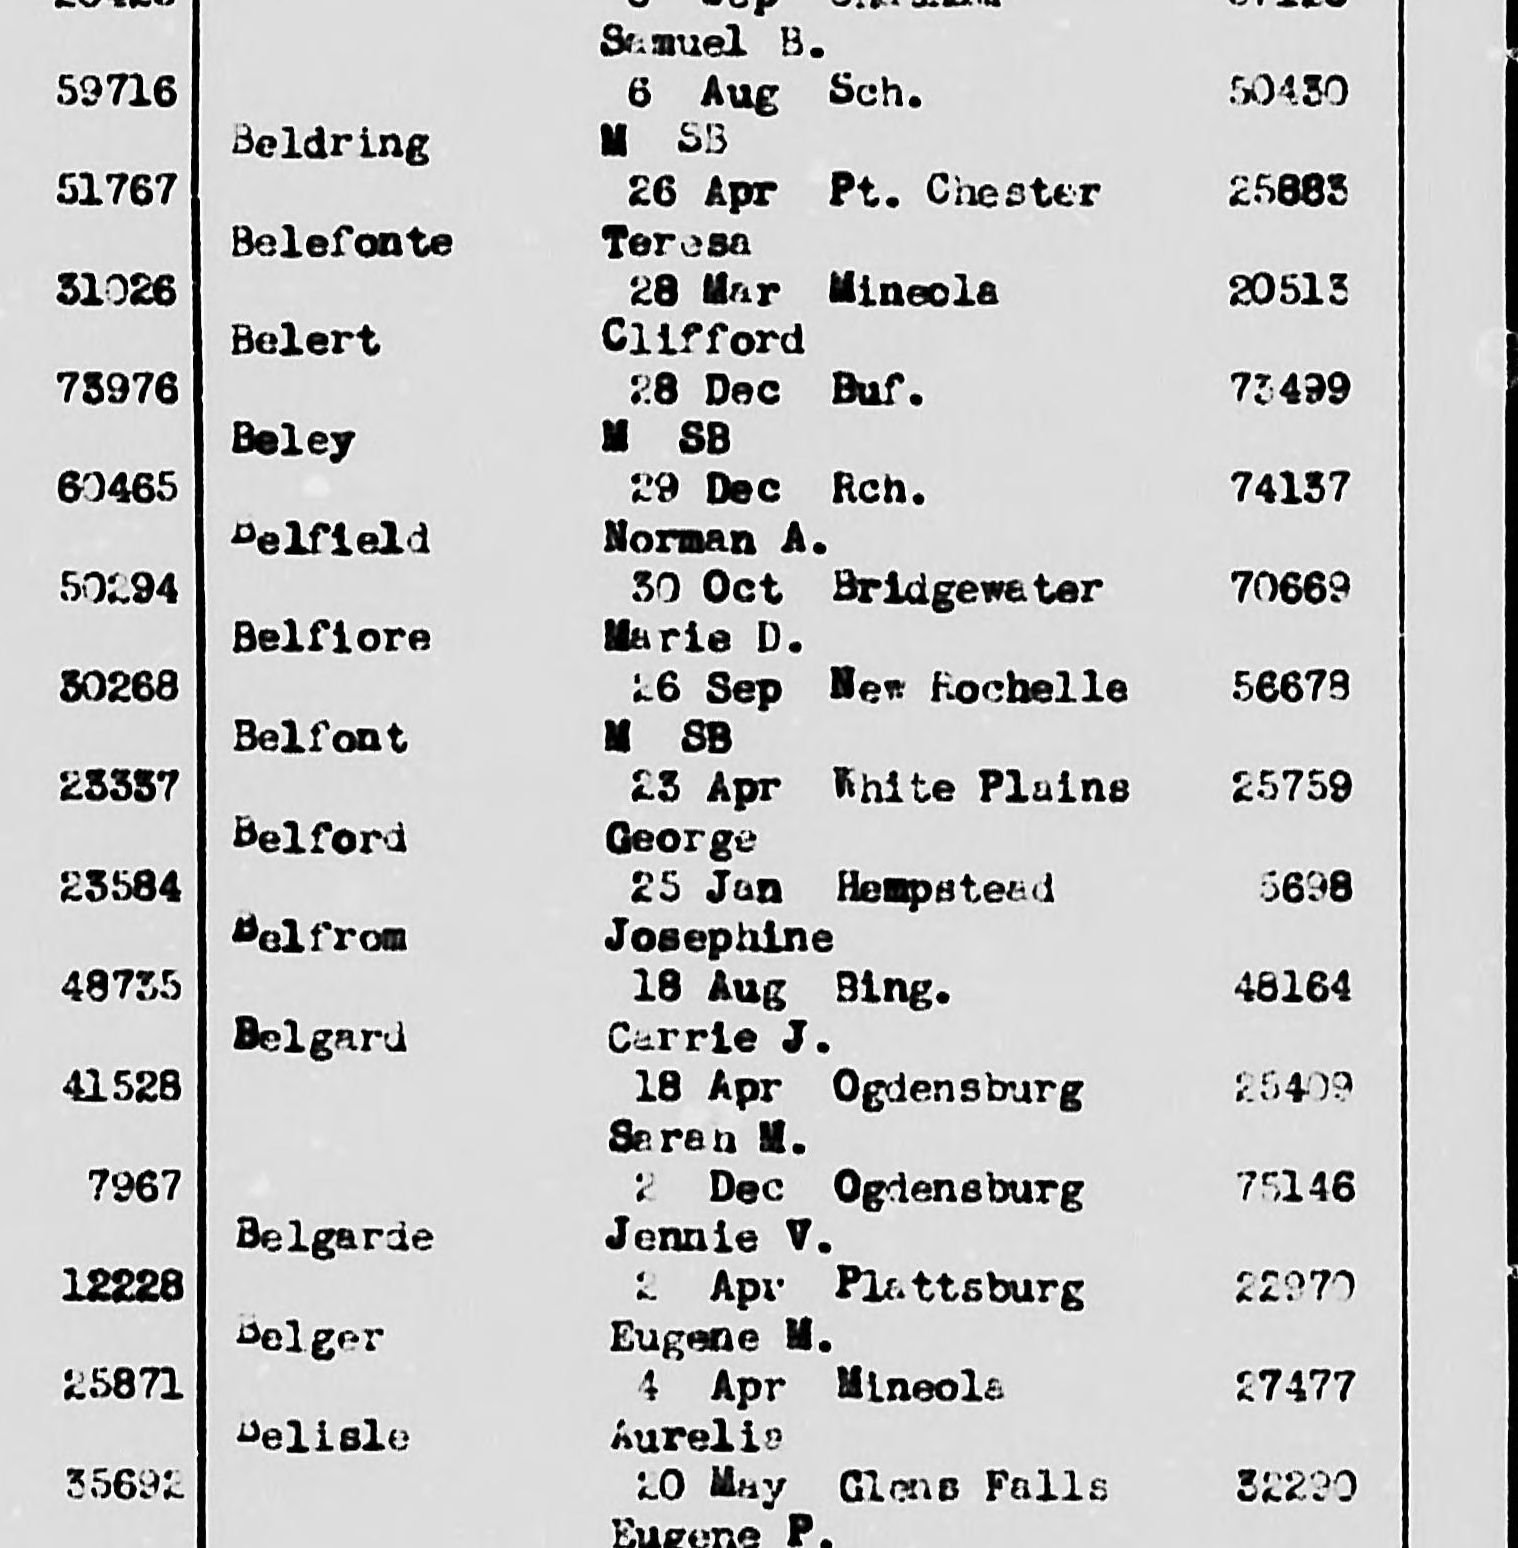 Samuel B.
59716 6 Aug Sch. 50430
Beldring M SB
51767 26 Apr Pt. Chester 25883
Belefonte Teresa
31026 28 Mar Mineola 20513
Belert Clifford
73976 28 Dec Buf. 73499
Beley M SB
60465 29 Dec Rch. 74137
Belfield Norman A.
50294 30 Oct Bridgewater 70669
Belfiore Marie D.
30268 26 Sep New Rochelle 56678
Belfont M SB
23337 23 Apr White Plains 25759
Belford George
23584 25 Jan Hempstead 5698
Belfrom Josephine
48735 18 Aug Bing. 48164
Belgard Carrie J.
41528 18 Apr Ogdensburg 25409
Sarah M.
7967 2 Dec Ogdensburg 75146
Belgarde Jennie V.
12228 2 Apr Plattsburg 22970
Belger Eugene M.
25871 4 Apr Mineola 27477
Belisle Aurelia
35692 20 May Glens Falls 32290
Eugene P.